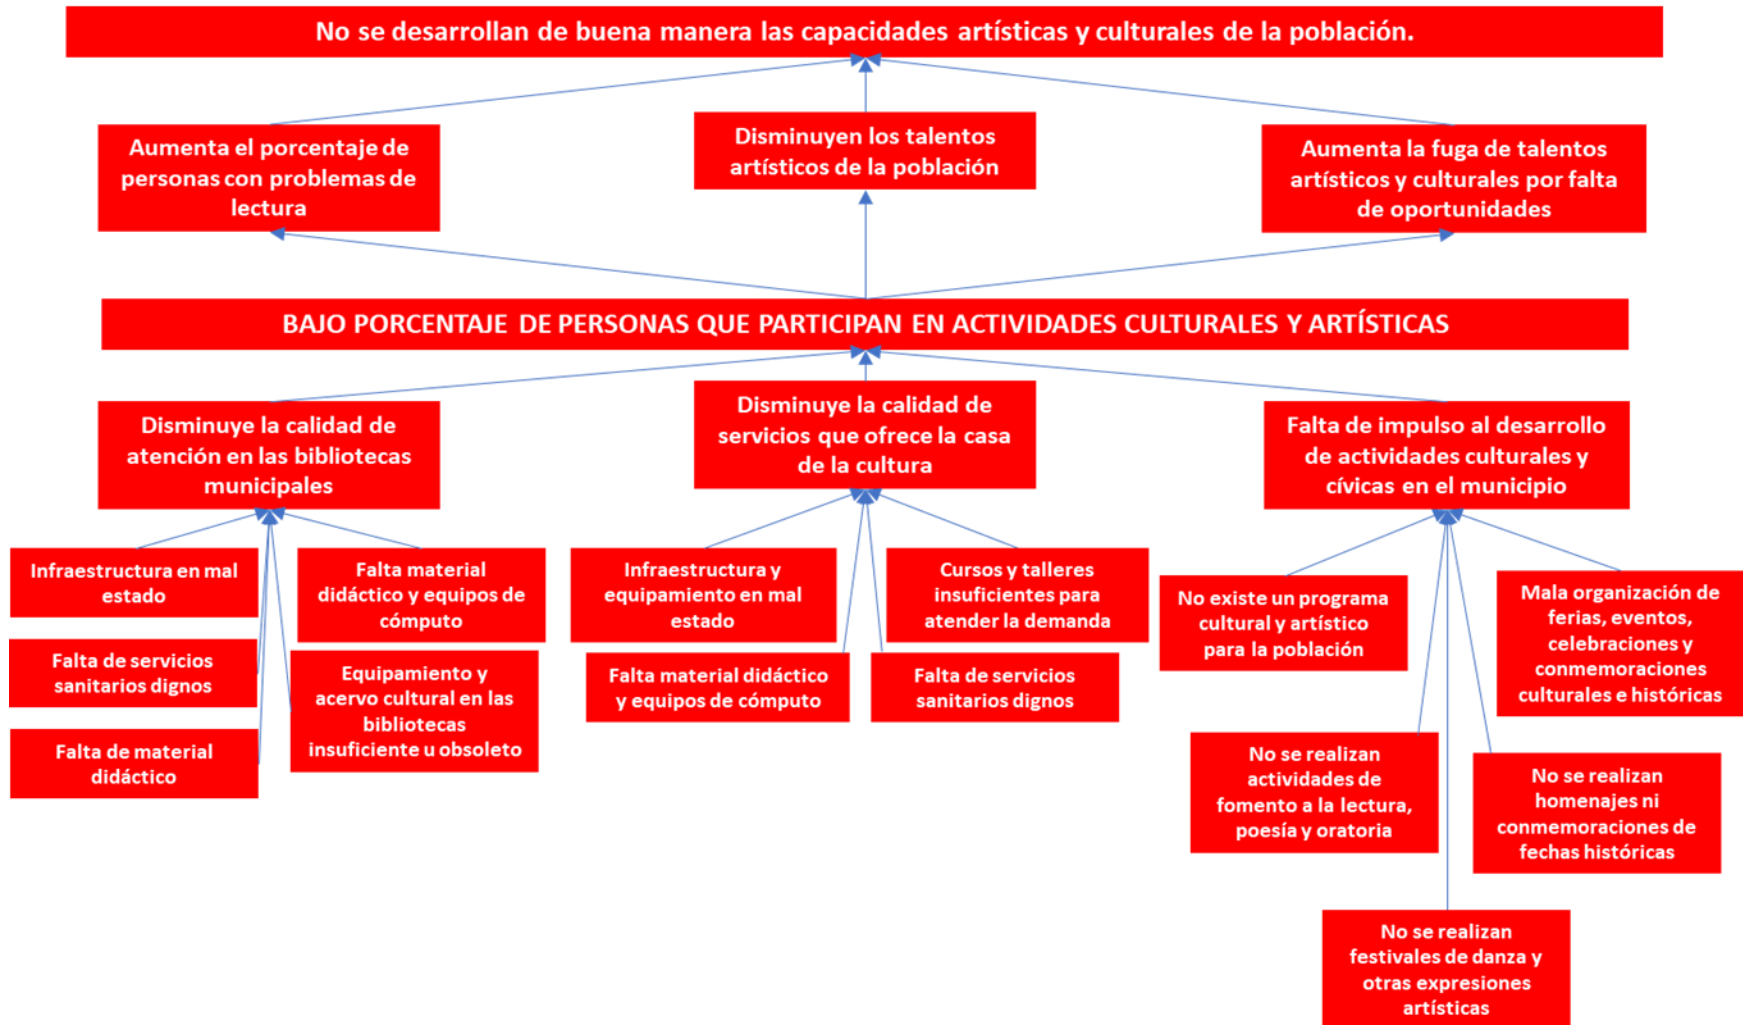 No se desarrollan de buena manera las capacidades artísticas y culturales de la población.
Aumenta el porcentaje de
personas con problemas de
lectura
Disminuyen los talentos
artísticos de la población
Aumenta la fuga de talentos
artísticos y culturales por falta
de oportunidades
BAJO PORCENTAJE DE PERSONAS QUE PARTICIPAN EN ACTIVIDADES CULTURALES Y ARTÍSTICAS
Disminuye la calidad de
atención en las bibliotecas
municipales
Disminuye la calidad de
servicios que ofrece la casa
de la cultura
Falta de impulso al desarrollo
de actividades culturales y
cívicas en el municipio
Infraestructura en mal
estado
Falta material
didáctico y equipos de
cómputo
Falta de servicios
sanitarios dignos
Equipamiento y
acervo cultural en las
bibliotecas
insuficiente u obsoleto
Falta de material
didáctico
Infraestructura y
equipamiento en mal
estado
Cursos y talleres
insuficientes para
atender la demanda
Falta material didáctico
y equipos de cómputo
Falta de servicios
sanitarios dignos
No existe un programa
cultural y artístico
para la población
Mala organización de
ferias, eventos,
celebraciones y
conmemoraciones
culturales e históricas
No se realizan
actividades de
fomento a la lectura,
poesía y oratoria
No se realizan
homenajes ni
conmemoraciones de
fechas históricas
No se realizan
festivales de danza y
otras expresiones
artísticas